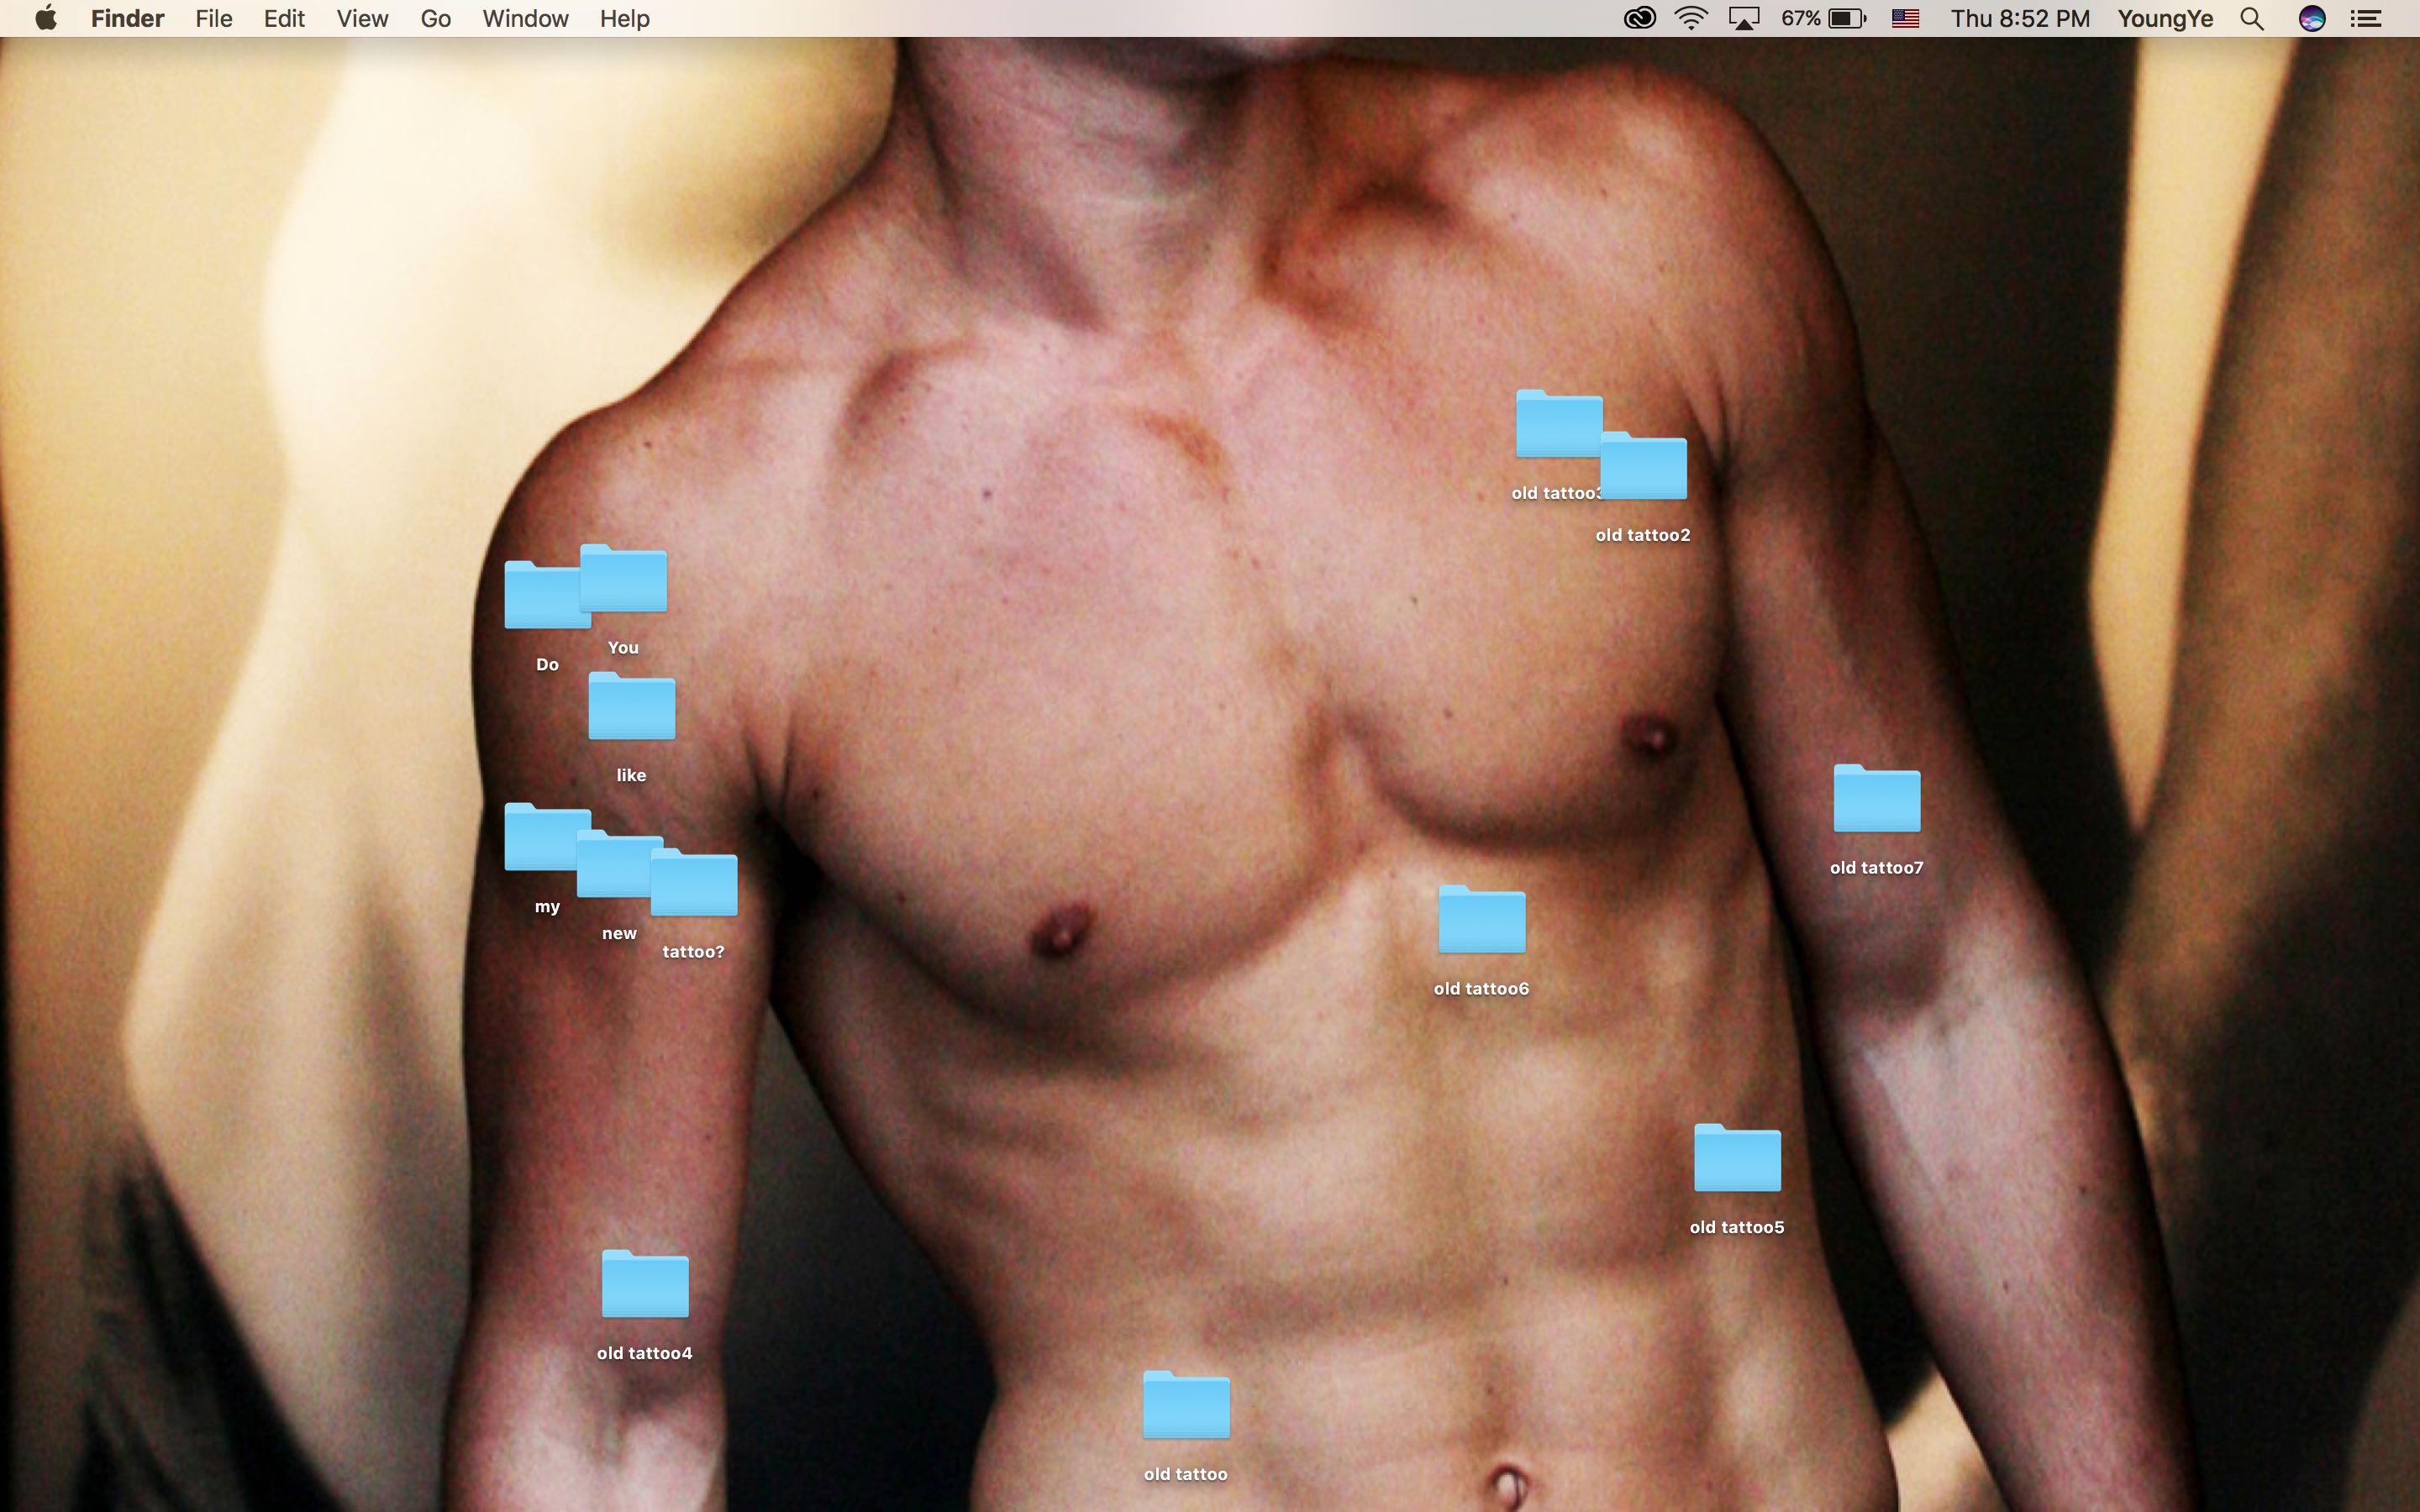 Finder File Edit View Go Window Help 67% Thu 8:52 PM YoungYe
old tattoo3
old tattoo2
Do
You
like
my
new
tattoo?
old tattoo7
old tattoo6
old tattoo5
old tattoo4
old tattoo